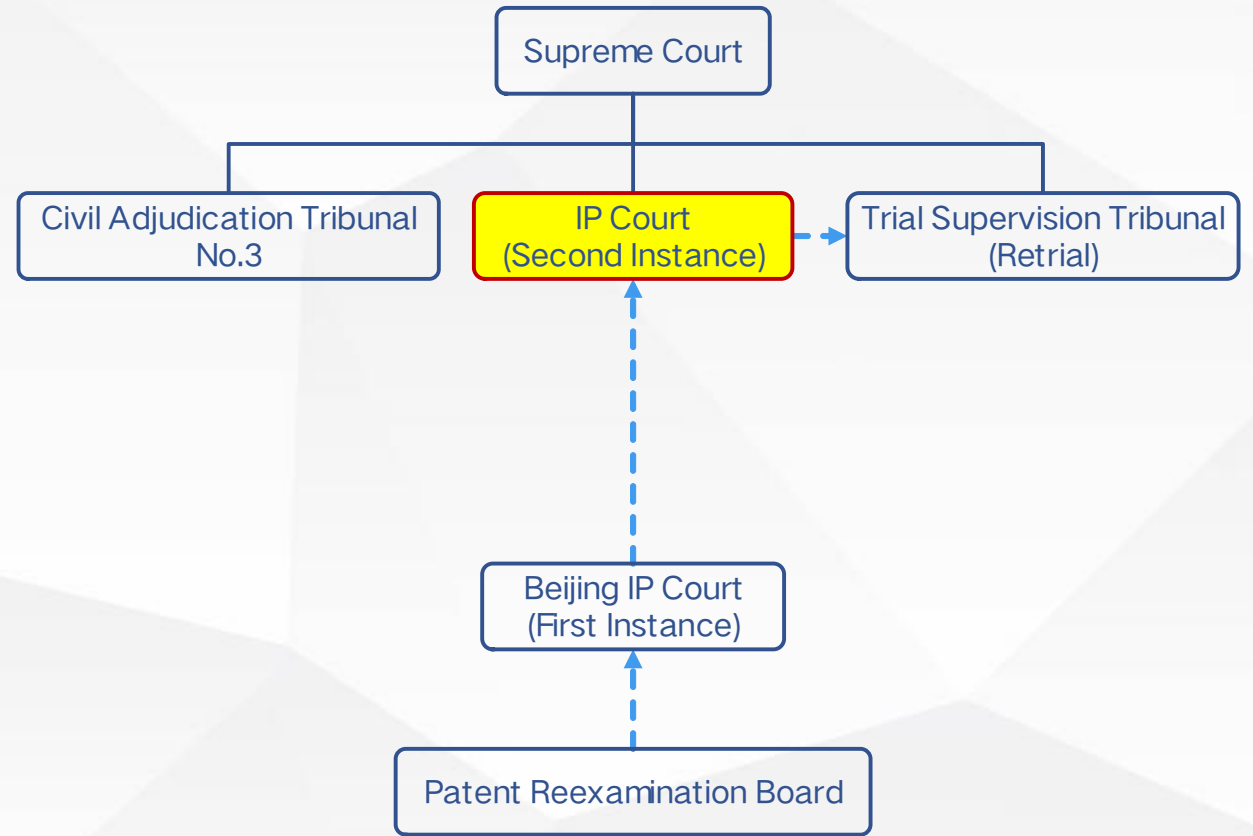 Supreme Court
Civil Adjudication Tribunal
No.3
IP Court
(Second Instance)
Trial Supervision Tribunal
(Retrial)
Beijing IP Court
(First Instance)
Patent Reexamination Board